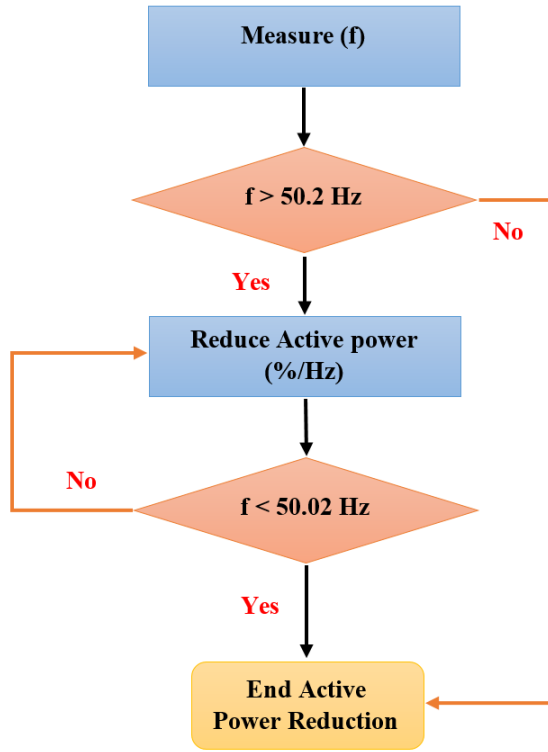 Measure (f)
f > 50.2 Hz
No
Yes
Reduce Active power
(%/Hz)
No
f < 50.02 Hz
Yes
End Active
Power Reduction